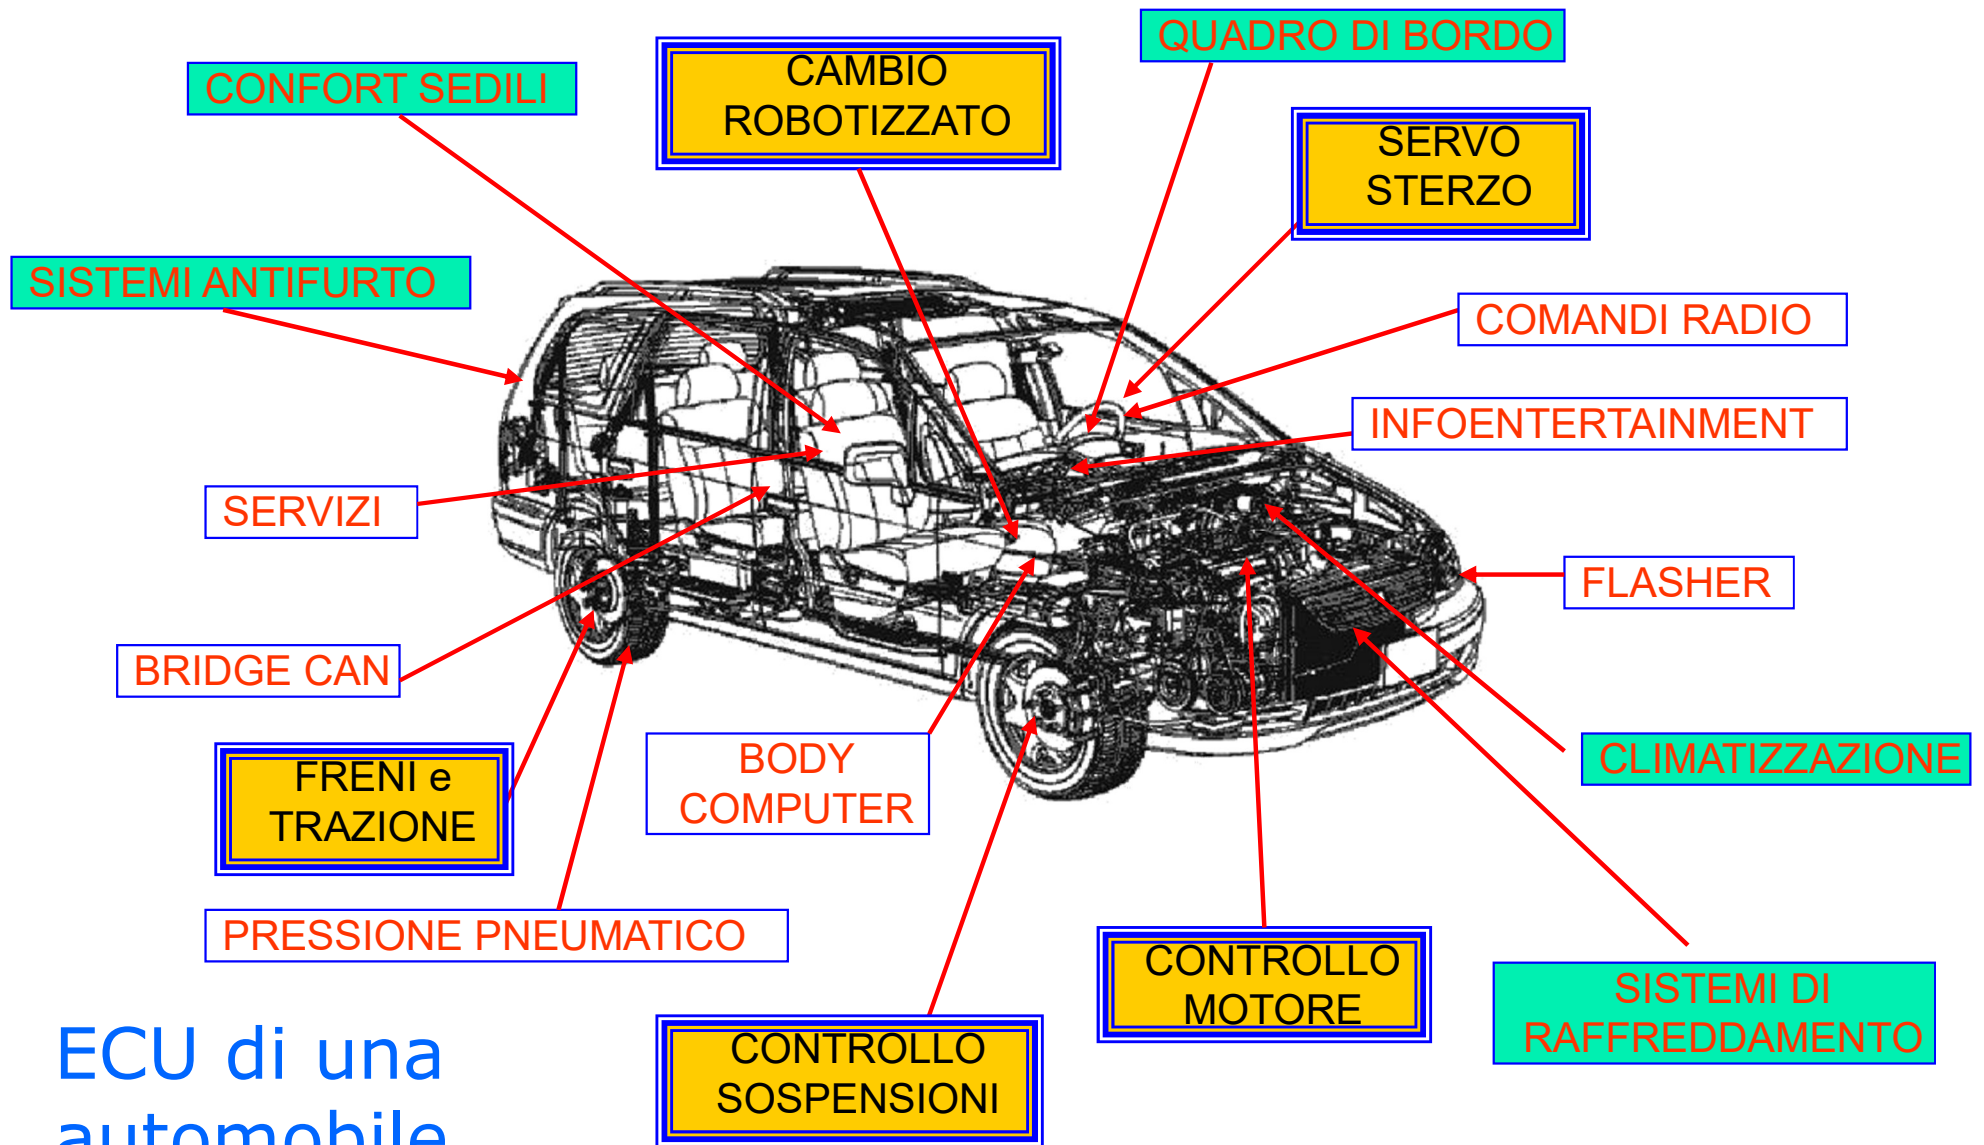 QUADRO DI BORDO
CONFORT SEDILI
CAMBIO
ROBOTIZZATO
SERVO
STERZO
SISTEMI ANTIFURTO
COMANDI RADIO
INFOENTERTAINMENT
SERVIZI
FLASHER
BRIDGE CAN
BODY
COMPUTER
CLIMATIZZAZIONE
FRENI e
TRAZIONE
PRESSIONE PNEUMATICO
CONTROLLO
MOTORE
SISTEMI DI
RAFFREDDAMENTO
CONTROLLO
SOSPENSIONI
ECU di una
automobile